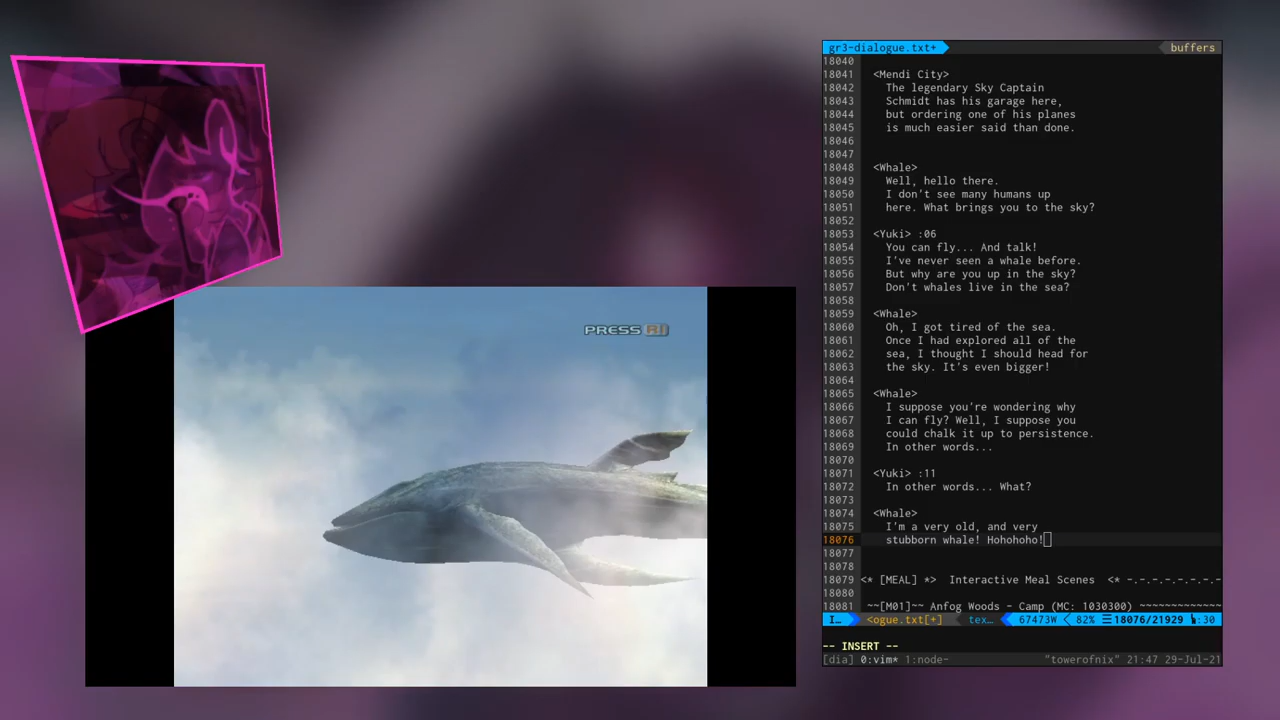 PRESS R1
gr3-dialogue.txt+ buffers
18040
18041 <Mendi City>
18042 The legendary Sky Captain
18043 Schmidt has his garage here,
18044 but ordering one of his planes
18045 is much easier said than done.
18046
18047
18048 <Whale>
18049 Well, hello there.
18050 I don't see many humans up
18051 here. What brings you to the sky?
18052
18053 <Yuki> :06
18054 You can fly... And talk!
18055 I've never seen a whale before.
18056 But why are you up in the sky?
18057 Don't whales live in the sea?
18058
18059 <Whale>
18060 Oh, I got tired of the sea.
18061 Once I had explored all of the
18062 sea, I thought I should head for
18063 the sky. It's even bigger!
18064
18065 <Whale>
18066 I suppose you're wondering why
18067 I can fly? Well, I suppose you
18068 could chalk it up to persistence.
18069 In other words...
18070
18071 <Yuki> :11
18072 In other words... What?
18073
18074 <Whale>
18075 I'm a very old, and very
18076 stubborn whale! Hohohoho!
18077
18078
18079 <* [MEAL] *> Interactive Meal Scenes <* -.-.-.-.-.-.-.-
18080
18081 ~~[M01]~~ Anfog Woods - Camp (MC: 1030300) ~~~~~~~~~~~~~
I… <ogue.txt[+] tex… 67473W 82% ☰18076/21929 :30
-- INSERT --
[dia] 0:vim* 1:node- "towerofnix" 21:47 29-Jul-21